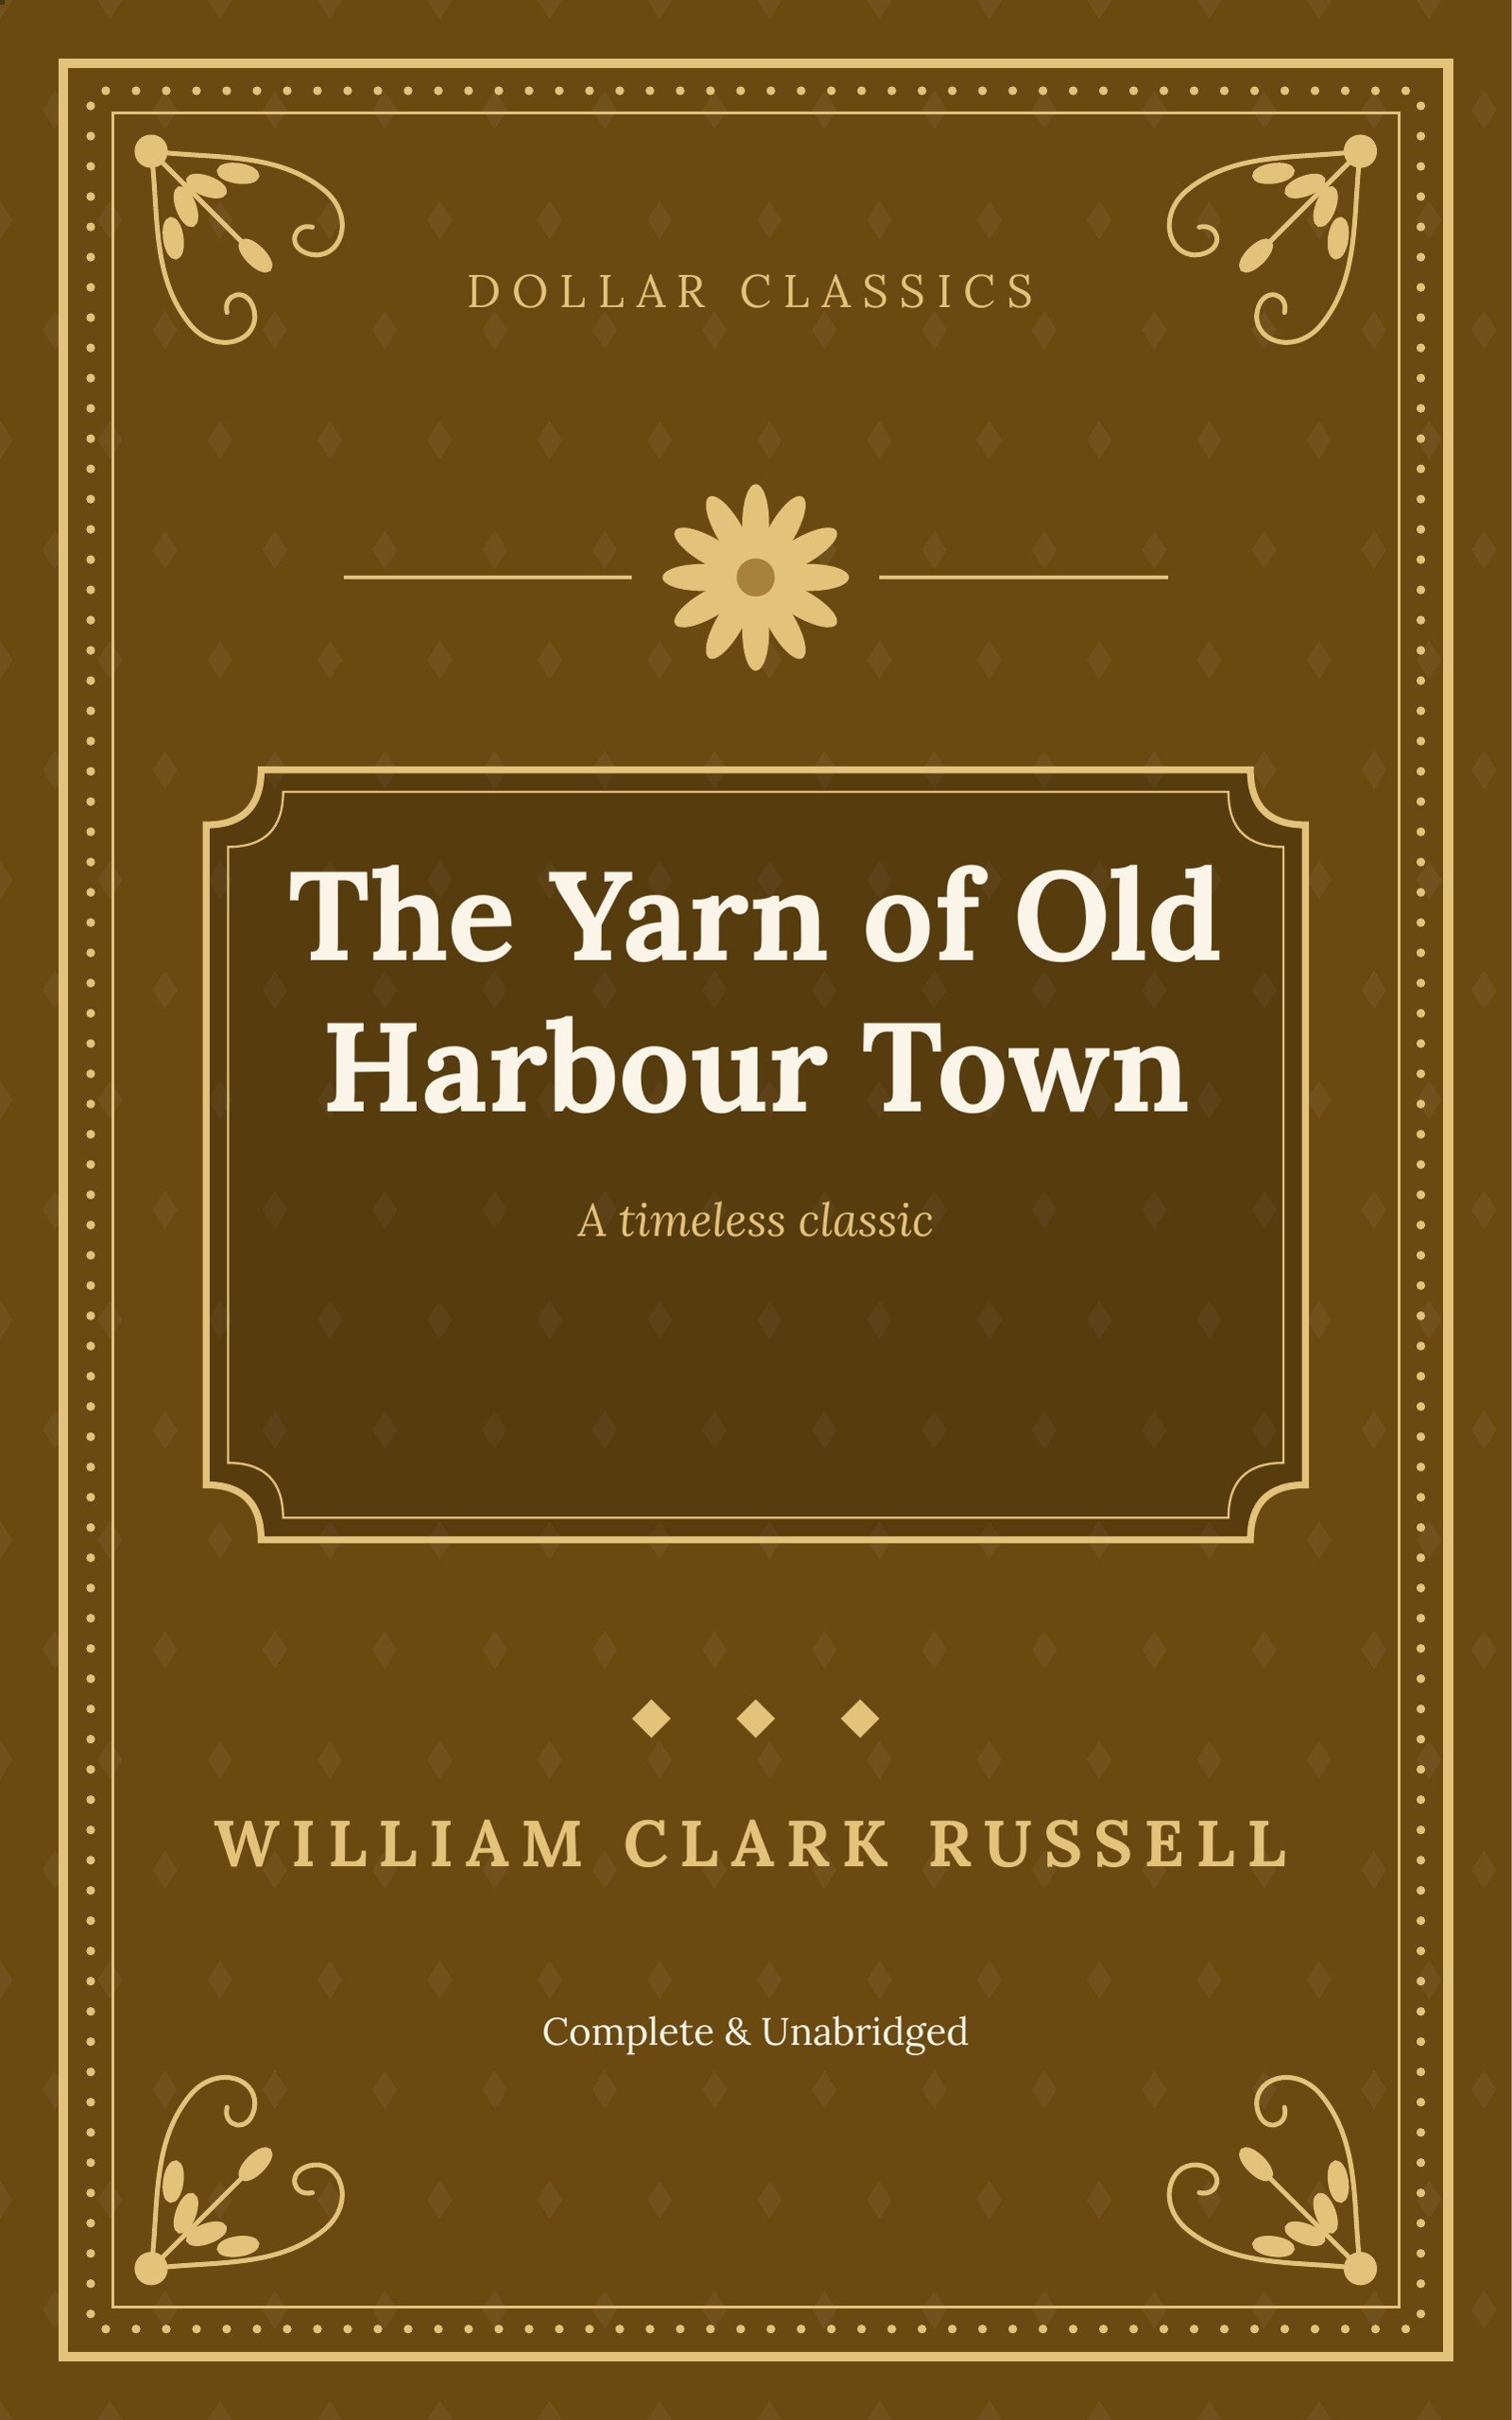 DOLLAR CLASSICS
The Yarn of Old
Harbour Town
A timeless classic
WILLIAM CLARK RUSSELL
Complete & Unabridged